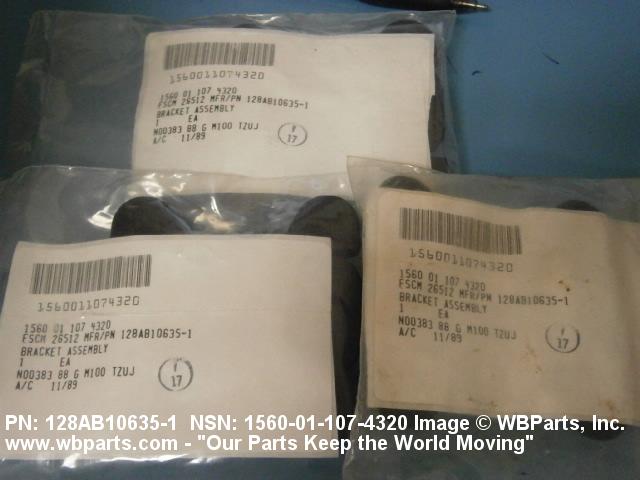 1560011074320
1560 01 107 4320
FSCM 26512 MFR/PN 128AB10635-1
BRACKET ASSEMBLY
1 EA
N00383 88 G M100 TZUJ
A/C 11/89
17
1560011074320
1560 01 107 4320
FSCM 26512 MFR/PN 128AB10635-1
BRACKET ASSEMBLY
1 EA
N00383 88 G M100 TZUJ
A/C 11/89
17
1560011074320
1560 01 107 4320
FSCM 26512 MFR/PN 128AB10635-1
BRACKET ASSEMBLY
1 EA
N00383 88 G M100 TZUJ
A/C 11/89
17
PN: 128AB10635-1 NSN: 1560-01-107-4320 Image © WBParts, Inc.
www.wbparts.com - "Our Parts Keep the World Moving"